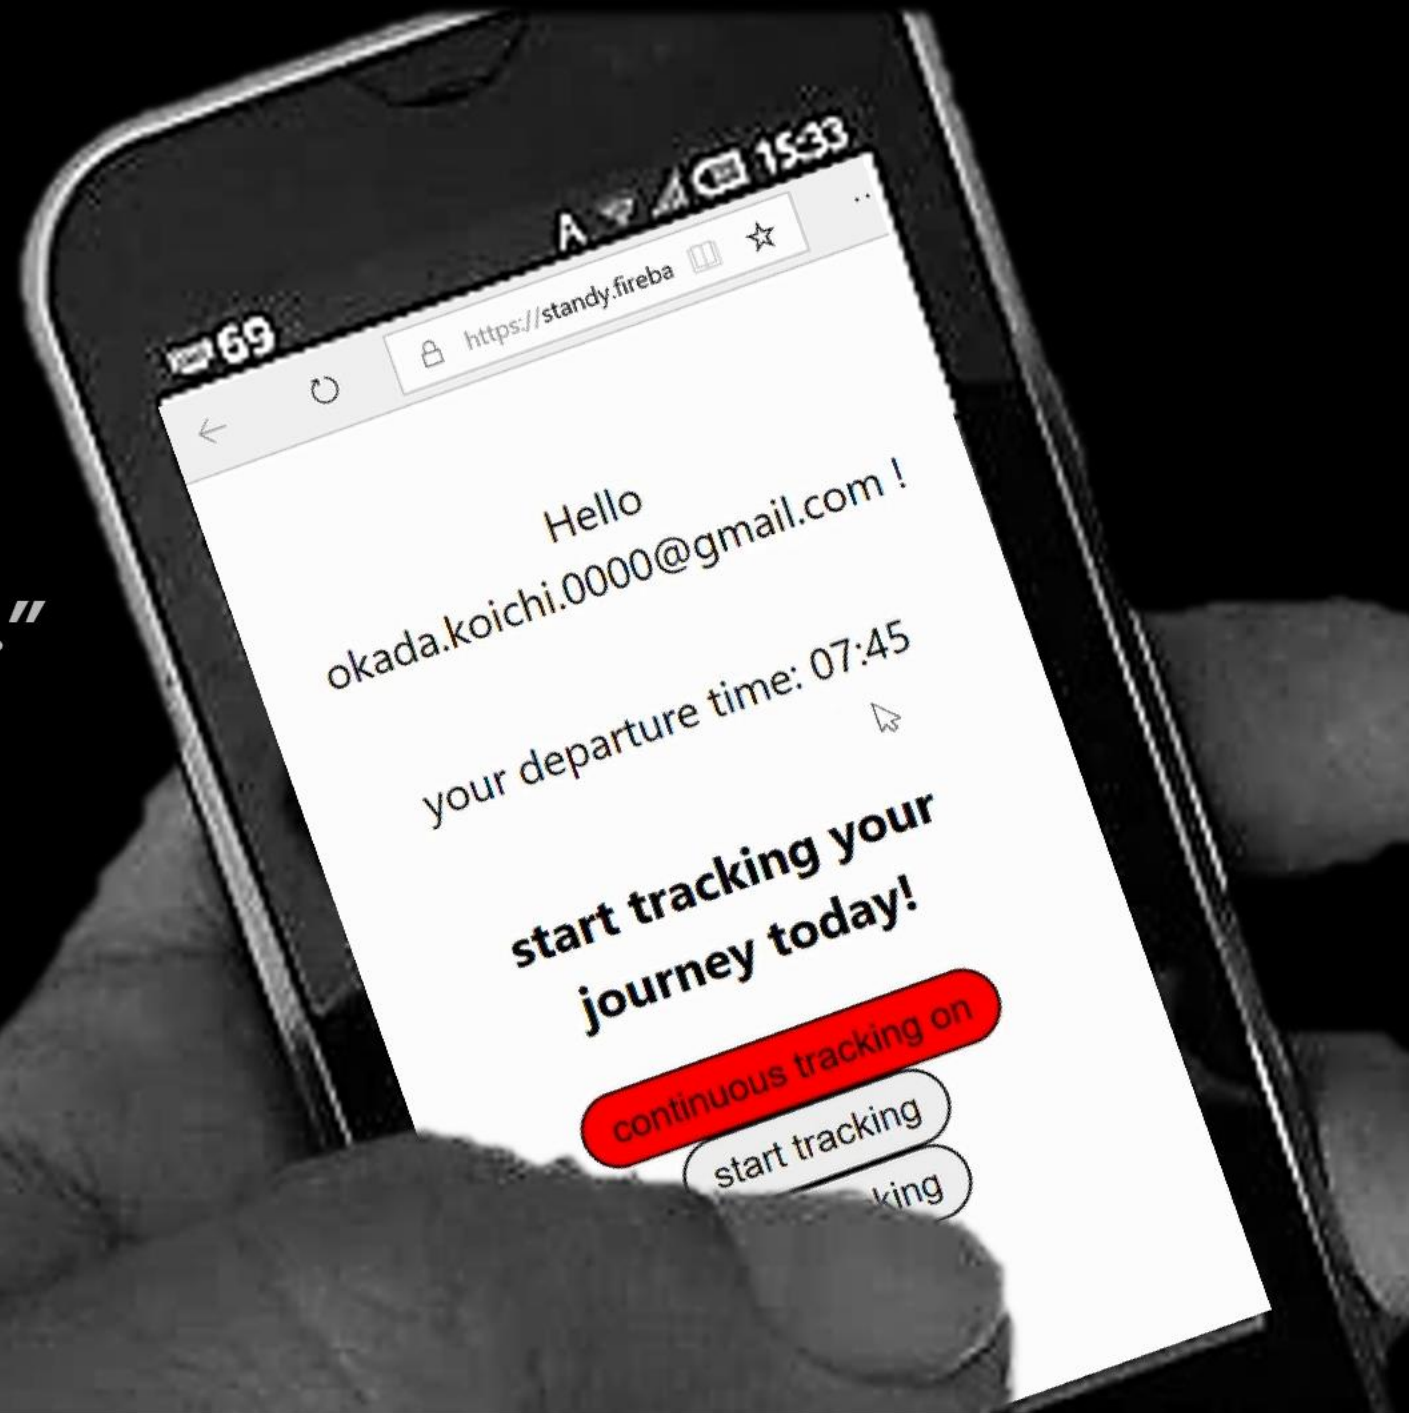 15:33
69
https://standy.fireba
Hello
okada.koichi.0000@gmail.com !
your departure time: 07:45
start tracking your
journey today!
continuous tracking on
start tracking
king
.”